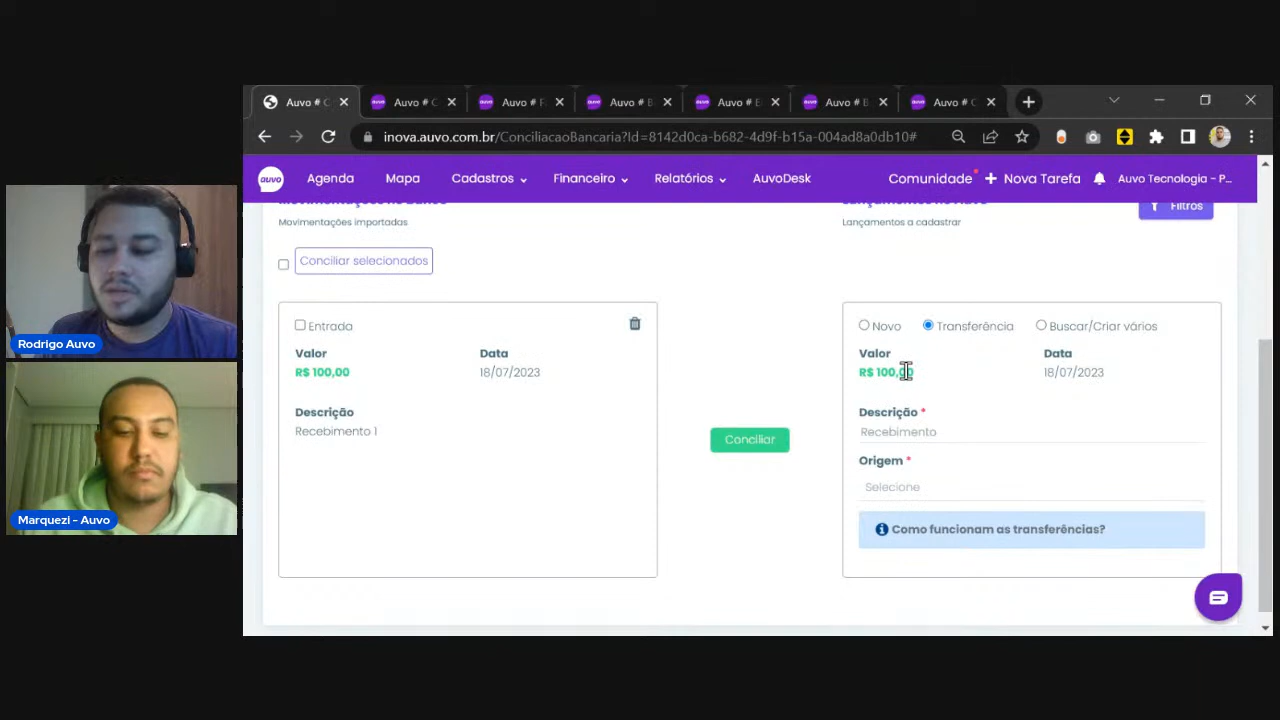 Auvo # C
Auvo # C
Auvo # F
Auvo # B
Auvo # E
Auvo # B
Auvo # C
inova.auvo.com.br/ConciliacaoBancaria?Id=8142d0ca-b682-4d9f-b15a-004ad8a0db10#
auvo
Agenda
Mapa
Cadastros
Financeiro
Relatórios
AuvoDesk
Comunidade
+ Nova Tarefa
Auvo Tecnologia - P...
Movimentações importadas
Lançamentos a cadastrar
Filtros
Conciliar selecionados
Entrada
Valor
Data
R$ 100,00
18/07/2023
Descrição
Recebimento 1
Conciliar
Novo
Transferência
Buscar/Criar vários
Valor
Data
R$ 100,00
18/07/2023
Descrição *
Recebimento
Origem *
Selecione
Como funcionam as transferências?
Rodrigo Auvo
Marquezi - Auvo